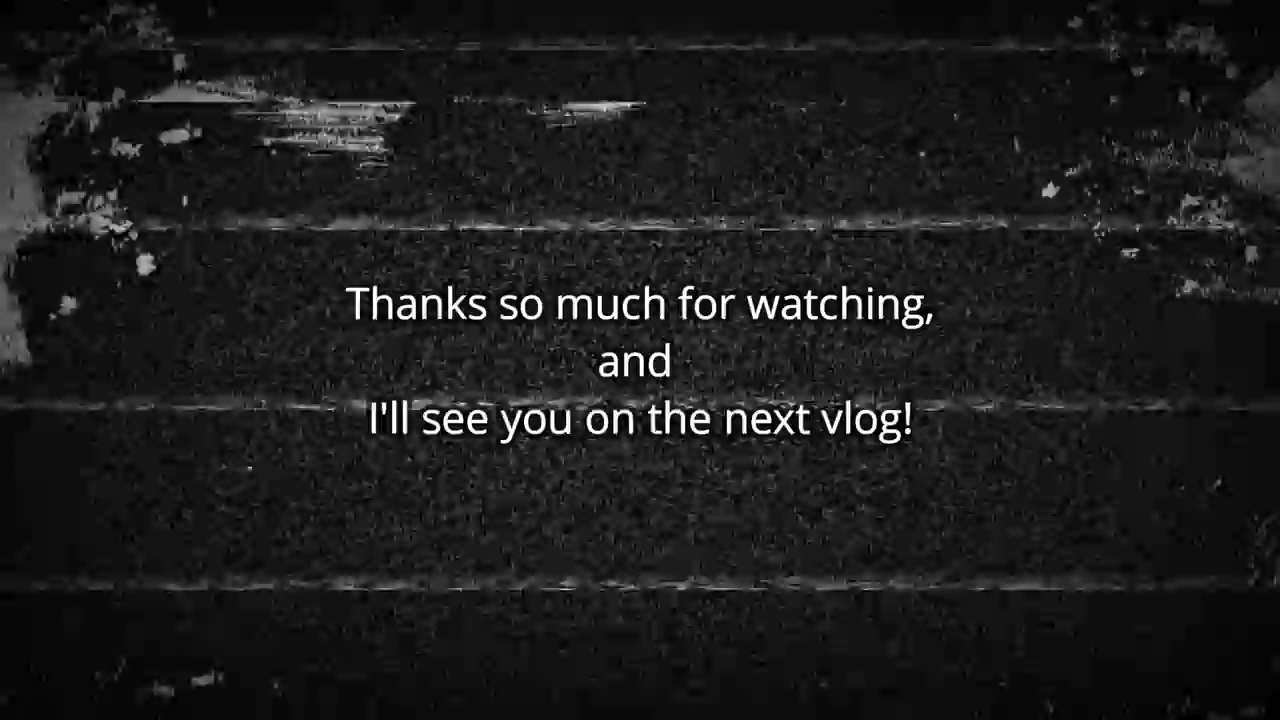 Thanks so much for watching,
and
I'll see you on the next vlog!